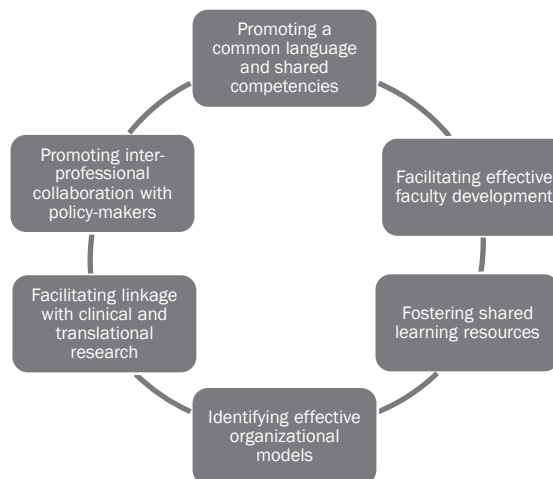 Promoting a
common language
and shared
competencies
Facilitating effective
faculty development
Fostering shared
learning resources
Identifying effective
organizational
models
Facilitating linkage
with clinical and
translational
research
Promoting inter-
professional
collaboration with
policy-makers